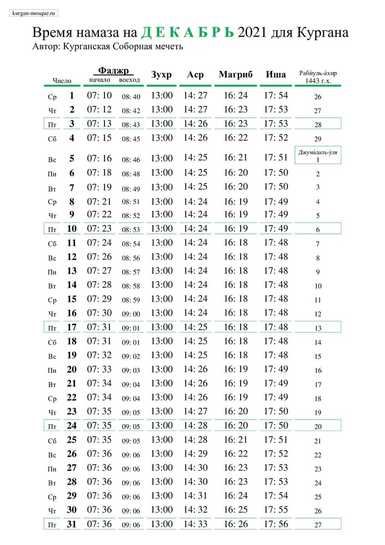 kurgan-mosque.ru
Время намаза на ДЕКАБРЬ 2021 для Кургана
Автор: Курганская Соборная мечеть
Фаджр Зухр Аср Магриб Иша Рабӣуль-āхир
Число начало восход 1443 г.х.
Ср 1 07: 10 08: 40 13:00 14: 27 16: 24 17: 54 26
Чт 2 07: 12 08: 42 13:00 14: 27 16: 23 17: 53 27
Пт 3 07: 13 08: 43 13:00 14: 26 16: 23 17: 53 28
Сб 4 07: 15 08: 45 13:00 14: 27 16: 22 17: 52 29
Джумāдаль-ўля
Вс 5 07: 16 08: 46 13:00 14: 25 16: 21 17: 51 1
Пн 6 07: 18 08: 48 13:00 14: 25 16: 20 17: 50 2
Вт 7 07: 19 08: 49 13:00 14: 25 16: 20 17: 50 3
Ср 8 07: 21 08: 51 13:00 14: 24 16: 19 17: 49 4
Чт 9 07: 22 08: 52 13:00 14: 24 16: 19 17: 49 5
Пт 10 07: 23 08: 53 13:00 14: 24 16: 19 17: 49 6
Сб 11 07: 24 08: 54 13:00 14: 24 16: 18 17: 48 7
Вс 12 07: 26 08: 56 13:00 14: 24 16: 18 17: 48 8
Пн 13 07: 27 08: 57 13:00 14: 24 16: 18 17: 48 9
Вт 14 07: 28 08: 58 13:00 14: 24 16: 18 17: 48 10
Ср 15 07: 29 08: 59 13:00 14: 24 16: 18 17: 48 11
Чт 16 07: 30 09: 00 13:00 14: 24 16: 18 17: 48 12
Пт 17 07: 31 09: 01 13:00 14: 25 16: 18 17: 48 13
Сб 18 07: 31 09: 01 13:00 14: 25 16: 18 17: 48 14
Вс 19 07: 32 09: 02 13:00 14: 25 16: 18 17: 48 15
Пн 20 07: 33 09: 03 13:00 14: 26 16: 19 17: 49 16
Вт 21 07: 34 09: 04 13:00 14: 26 16: 19 17: 49 17
Ср 22 07: 34 09: 04 13:00 14: 26 16: 19 17: 49 18
Чт 23 07: 35 09: 05 13:00 14: 27 16: 20 17: 50 19
Пт 24 07: 35 09: 05 13:00 14: 28 16: 20 17: 50 20
Сб 25 07: 35 09: 05 13:00 14: 28 16: 21 17: 51 21
Вс 26 07: 36 09: 06 13:00 14: 29 16: 22 17: 52 22
Пн 27 07: 36 09: 06 13:00 14: 30 16: 23 17: 53 23
Вт 28 07: 36 09: 06 13:00 14: 30 16: 23 17: 53 24
Ср 29 07: 36 09: 06 13:00 14: 31 16: 24 17: 54 25
Чт 30 07: 36 09: 06 13:00 14: 32 16: 25 17: 55 26
Пт 31 07: 36 09: 06 13:00 14: 33 16: 26 17: 56 27